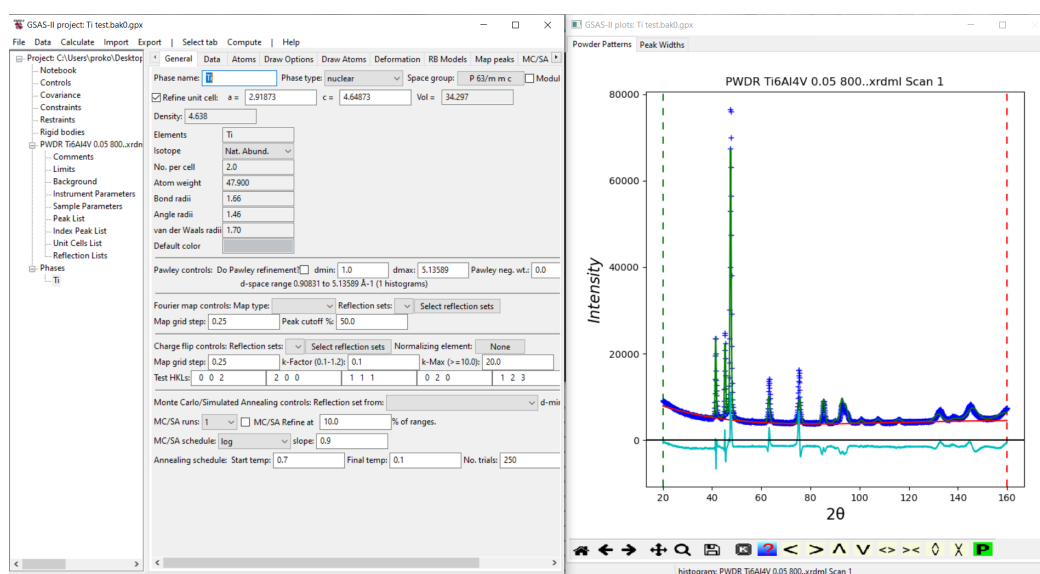 GSAS-II project: Ti test.bak0.gpx
File Data Calculate Import Export | Select tab Compute | Help
Project: C:\Users\proko\Desktop
Notebook
Controls
Covariance
Constraints
Restraints
Rigid bodies
PWDR Ti6Al4V 0.05 800..xrdn
Comments
Limits
Background
Instrument Parameters
Sample Parameters
Peak List
Index Peak List
Unit Cells List
Reflection Lists
Phases
Ti
General Data Atoms Draw Options Draw Atoms Deformation RB Models Map peaks MC/SA
Phase name: Ti Phase type: nuclear Space group: P 63/m m c Modul
Refine unit cell: a = 2.91873 c = 4.64873 Vol = 34.297
Density: 4.638
Elements Ti
Isotope Nat. Abund.
No. per cell 2.0
Atom weight 47.900
Bond radii 1.66
Angle radii 1.46
van der Waals radii 1.70
Default color
Pawley controls: Do Pawley refinement? dmin: 1.0 dmax: 5.13589 Pawley neg. wt.: 0.0
d-space range 0.90831 to 5.13589 Å-1 (1 histograms)
Fourier map controls: Map type: Reflection sets: Select reflection sets
Map grid step: 0.25 Peak cutoff %: 50.0
Charge flip controls: Reflection sets: Select reflection sets Normalizing element: None
Map grid step: 0.25 k-Factor (0.1-1.2): 0.1 k-Max (>=10.0): 20.0
Test HKLs: 0 0 2 2 0 0 1 1 1 0 2 0 1 2 3
Monte Carlo/Simulated Annealing controls: Reflection set from: d-min
MC/SA runs: 1 MC/SA Refine at 10.0 % of ranges.
MC/SA schedule: log slope: 0.9
Annealing schedule: Start temp: 0.7 Final temp: 0.1 No. trials: 250
GSAS-II plots: Ti test.bak0.gpx
Powder Patterns Peak Widths
PWDR Ti6Al4V 0.05 800..xrdml Scan 1
80000
60000
40000
20000
0
Intensity
20 40 60 80 100 120 140 160
2θ
K ? < > Λ V <> >< P
histogram: PWDR Ti6Al4V 0.05 800..xrdml Scan 1